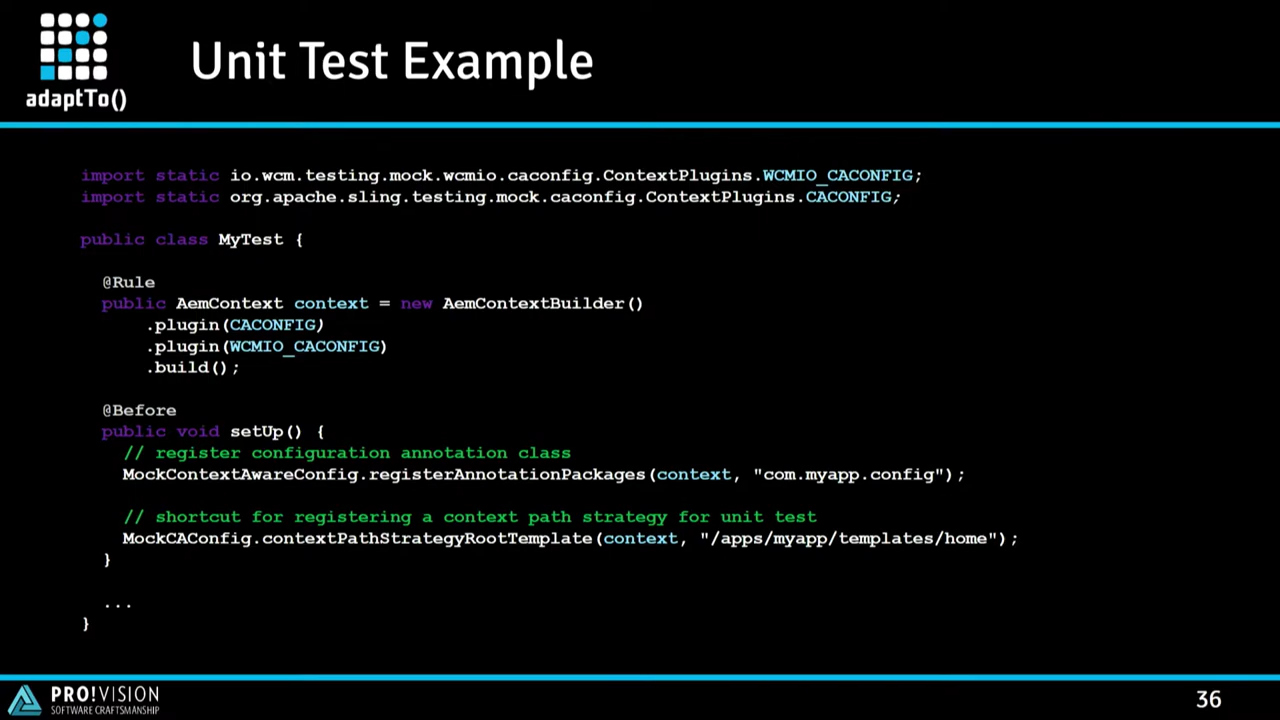 adaptTo()
Unit Test Example
import static io.wcm.testing.mock.wcmio.caconfig.ContextPlugins.WCMIO_CACONFIG;
import static org.apache.sling.testing.mock.caconfig.ContextPlugins.CACONFIG;
public class MyTest {
@Rule
public AemContext context = new AemContextBuilder()
.plugin(CACONFIG)
.plugin(WCMIO_CACONFIG)
.build();
@Before
public void setUp() {
// register configuration annotation class
MockContextAwareConfig.registerAnnotationPackages(context, "com.myapp.config");
// shortcut for registering a context path strategy for unit test
MockCAConfig.contextPathStrategyRootTemplate(context, "/apps/myapp/templates/home");
}
...
}
PRO!VISION
SOFTWARE CRAFTSMANSHIP
36